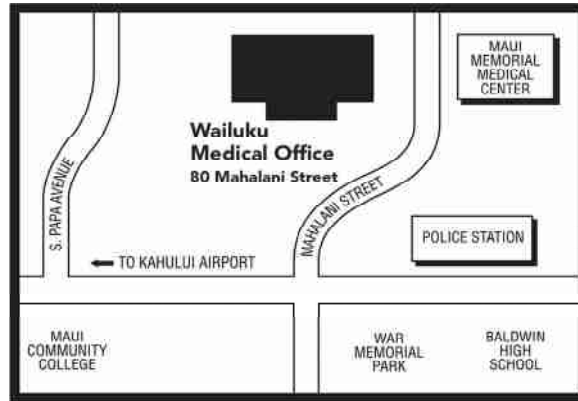 MAUI
MEMORIAL
MEDICAL
CENTER
Wailuku
Medical Office
80 Mahalani Street
S. PAPA AVENUE
MAHALANI STREET
POLICE STATION
TO KAHULUI AIRPORT
MAUI
COMMUNITY
COLLEGE
WAR
MEMORIAL
PARK
BALDWIN
HIGH
SCHOOL